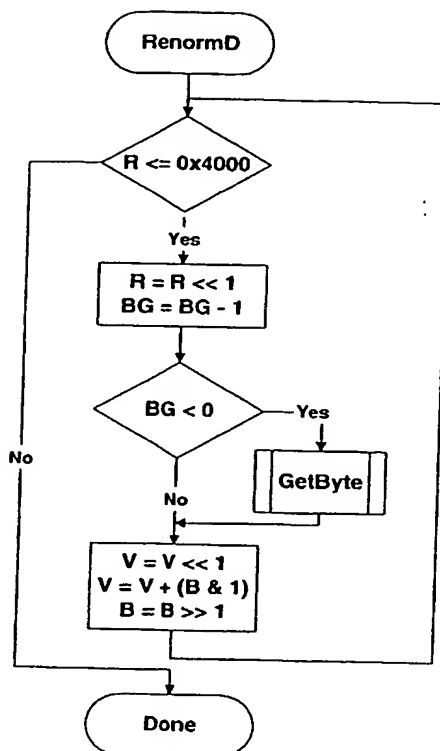 RenormD
R <= 0x4000
Yes
R = R << 1
BG = BG - 1
BG < 0
Yes
No
GetByte
No
V = V << 1
V = V + (B & 1)
B = B >> 1
Done